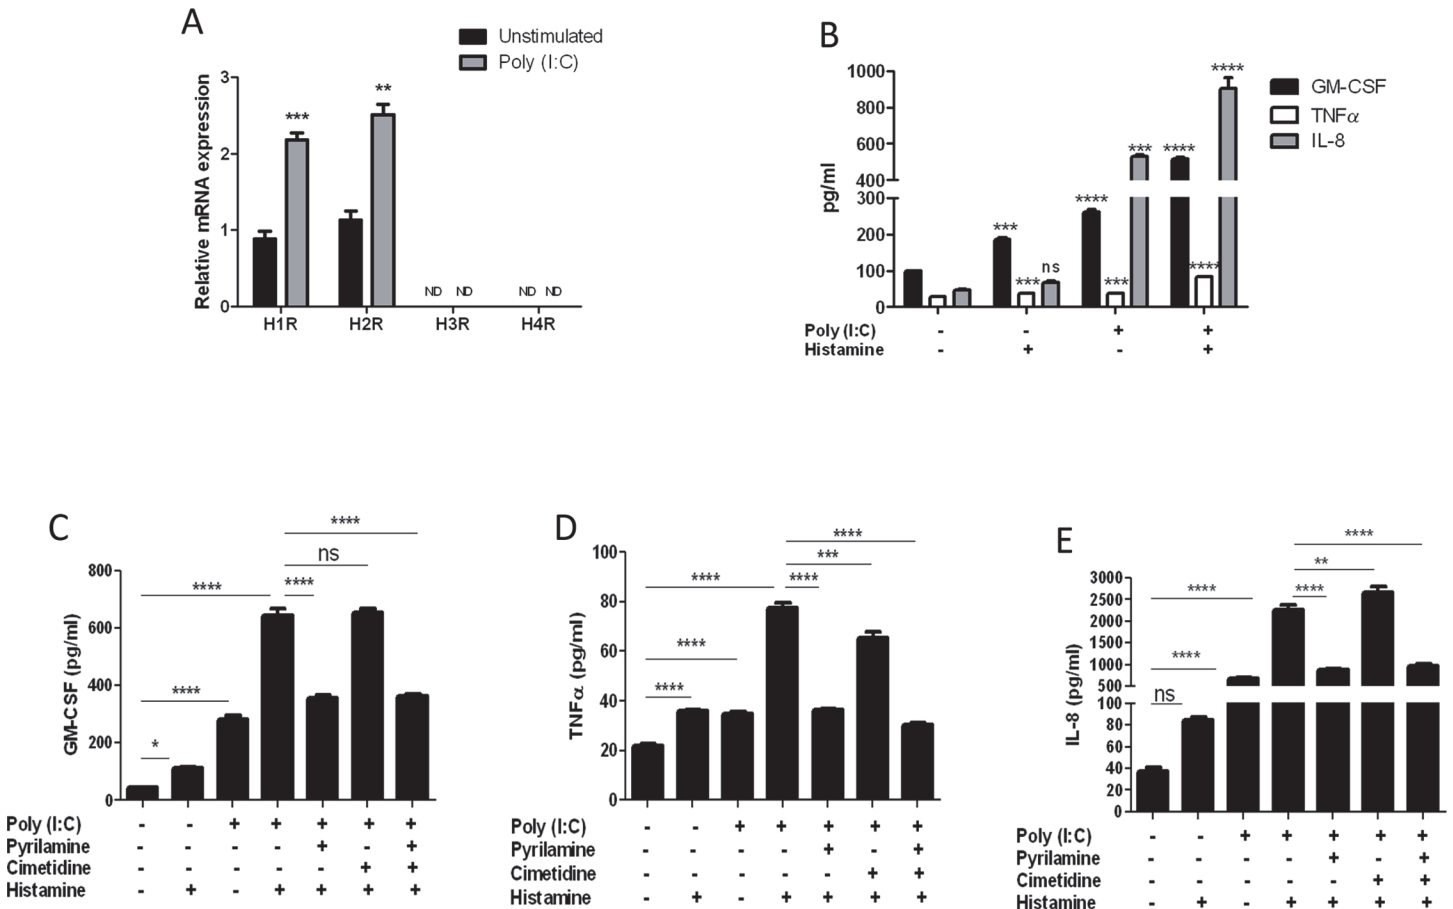 A
Unstimulated
Poly (I:C)
Relative mRNA expression
3
2
1
0
***
**
ND ND ND ND
H1R H2R H3R H4R
B
GM-CSF
TNFα
IL-8
pg/ml
1000
800
600
400
300
200
100
0
***
***
ns
****
***
***
****
****
****
Poly (I:C) - - + +
Histamine - + - +
C
GM-CSF (pg/ml)
800
600
400
200
0
****
ns
****
****
****
*
Poly (I:C) - - + + + + +
Pyrilamine - - - - + - +
Cimetidine - - - - - + +
Histamine - + - + + + +
D
TNFα (pg/ml)
100
80
60
40
20
0
****
***
****
****
****
****
Poly (I:C) - - + + + + +
Pyrilamine - - - - + - +
Cimetidine - - - - - + +
Histamine - + - + + + +
E
IL-8 (pg/ml)
3000
2500
2000
1500
1000
500
100
80
60
40
20
0
****
**
****
****
****
ns
Poly (I:C) - - + + + + +
Pyrilamine - - - - + - +
Cimetidine - - - - - + +
Histamine - + - + + + +